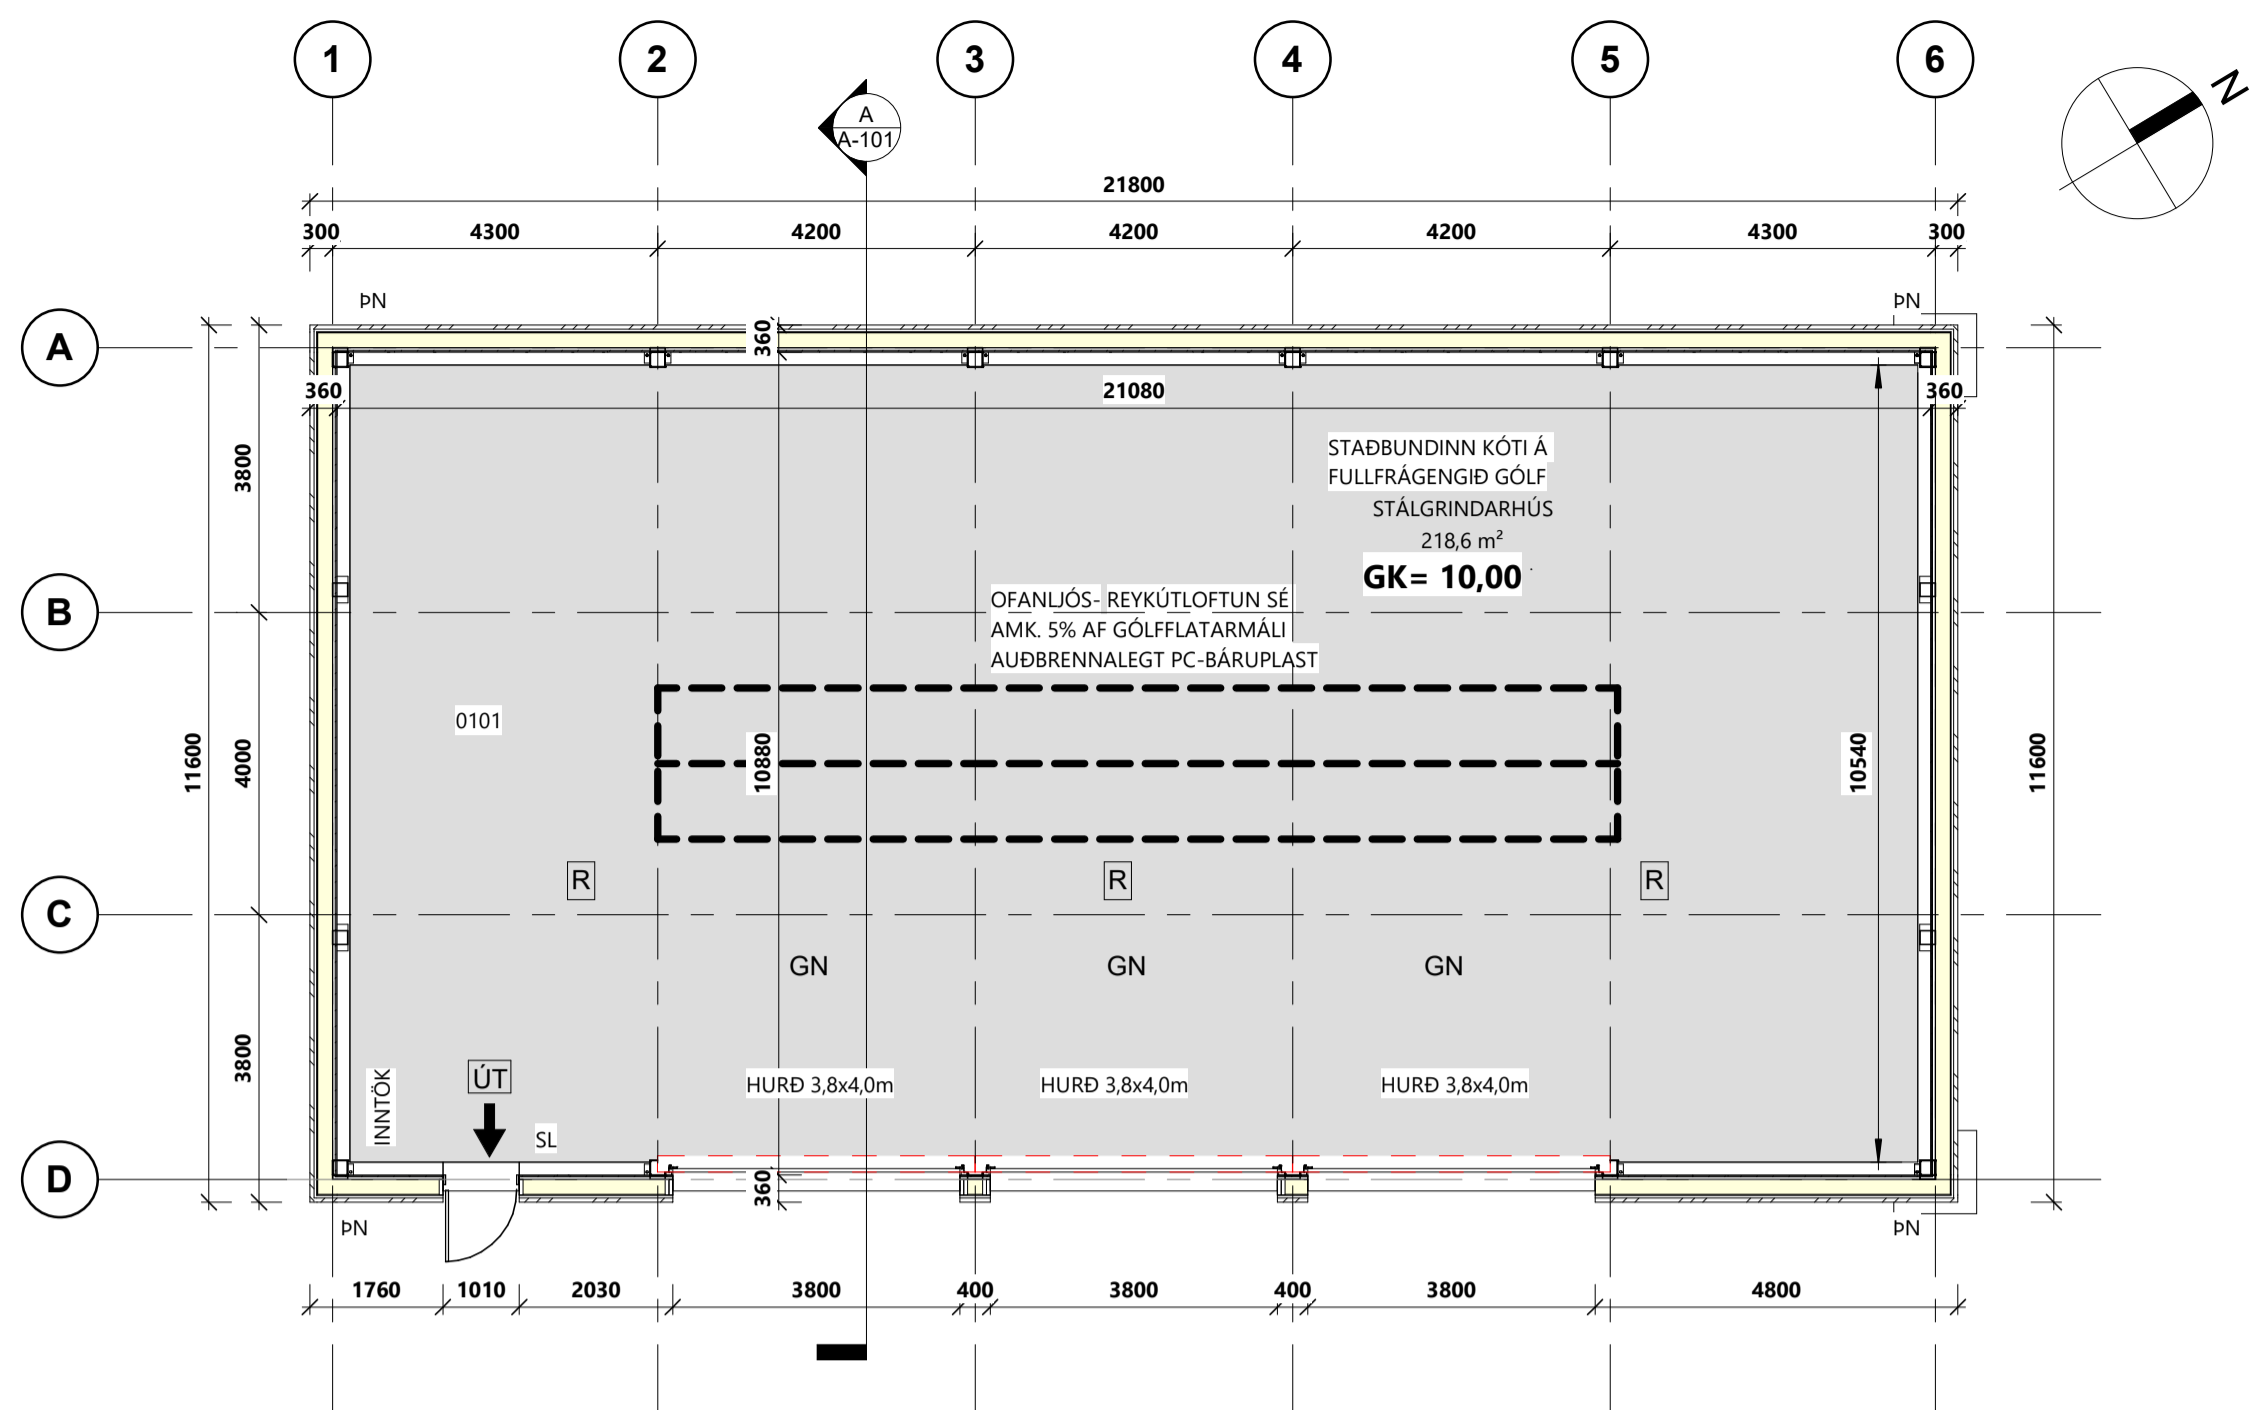 1 2 3 4 5 6
N
A
A-101
21800
300 4300 4200 4200 4200 4300 300
ÞN ÞN
A
360
360 21080 360
3800
STAÐBUNDINN KÓTI Á
FULLFRÁGENGIÐ GÓLF
STÁLGRINDARHÚS
218,6 m²
GK= 10,00
OFANLJÓS- REYKÚTLOFTUN SÉ
AMK. 5% AF GÓLFFLATARMÁLI
AUÐBRENNALEGT PC-BÁRUPLAST
B
0101
11600 4000 10880 10540 11600
R R R
C
GN GN GN
3800
INNTÖK
ÚT
HURÐ 3,8x4,0m HURÐ 3,8x4,0m HURÐ 3,8x4,0m
SL
D
360
ÞN ÞN
1760 1010 2030 3800 400 3800 400 3800 4800